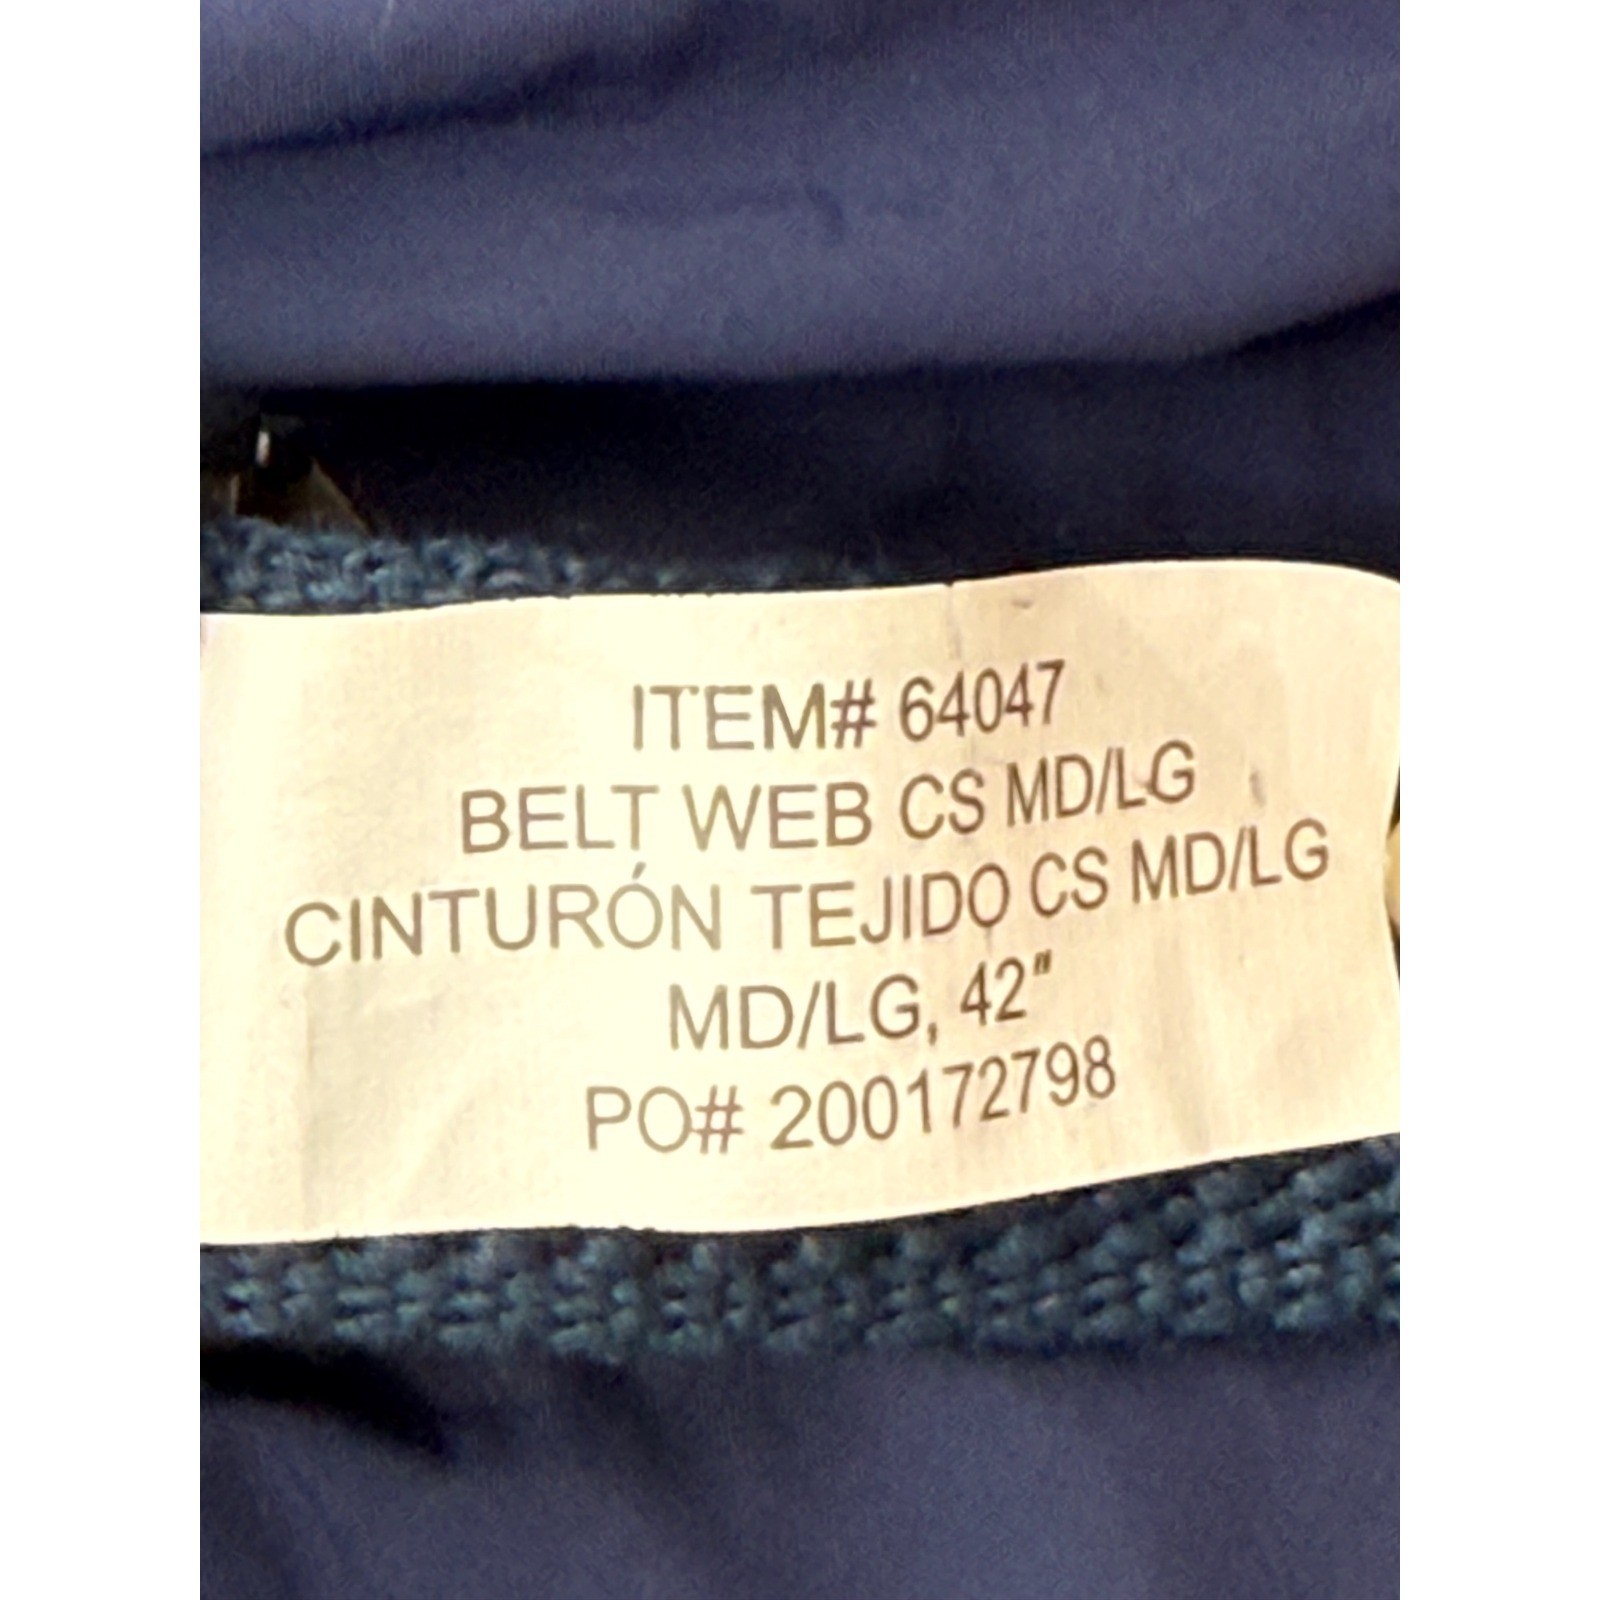 ITEM# 64047
BELT WEB CS MD/LG
CINTURÓN TEJIDO CS MD/LG
MD/LG, 42"
PO# 200172798